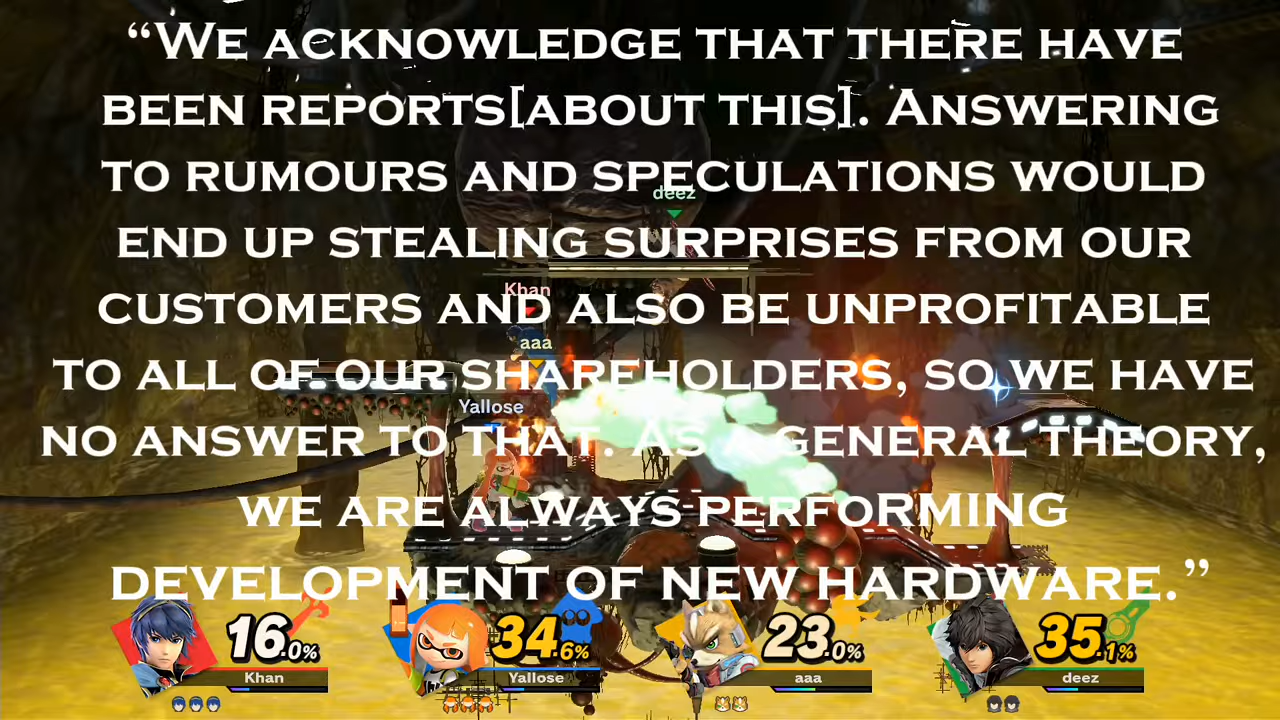 “WE ACKNOWLEDGE THAT THERE HAVE
BEEN REPORTS[ABOUT THIS]. ANSWERING
TO RUMOURS AND SPECULATIONS WOULD
deez
END UP STEALING SURPRISES FROM OUR
Khan
CUSTOMERS AND ALSO BE UNPROFITABLE
aaa
TO ALL OF OUR SHAREHOLDERS, SO WE HAVE
Yallose
NO ANSWER TO THAT. AS A GENERAL THEORY,
WE ARE ALWAYS PERFORMING
DEVELOPMENT OF NEW HARDWARE.”
16.0% 34.6% 23.0% 35.1%
Khan Yallose aaa deez